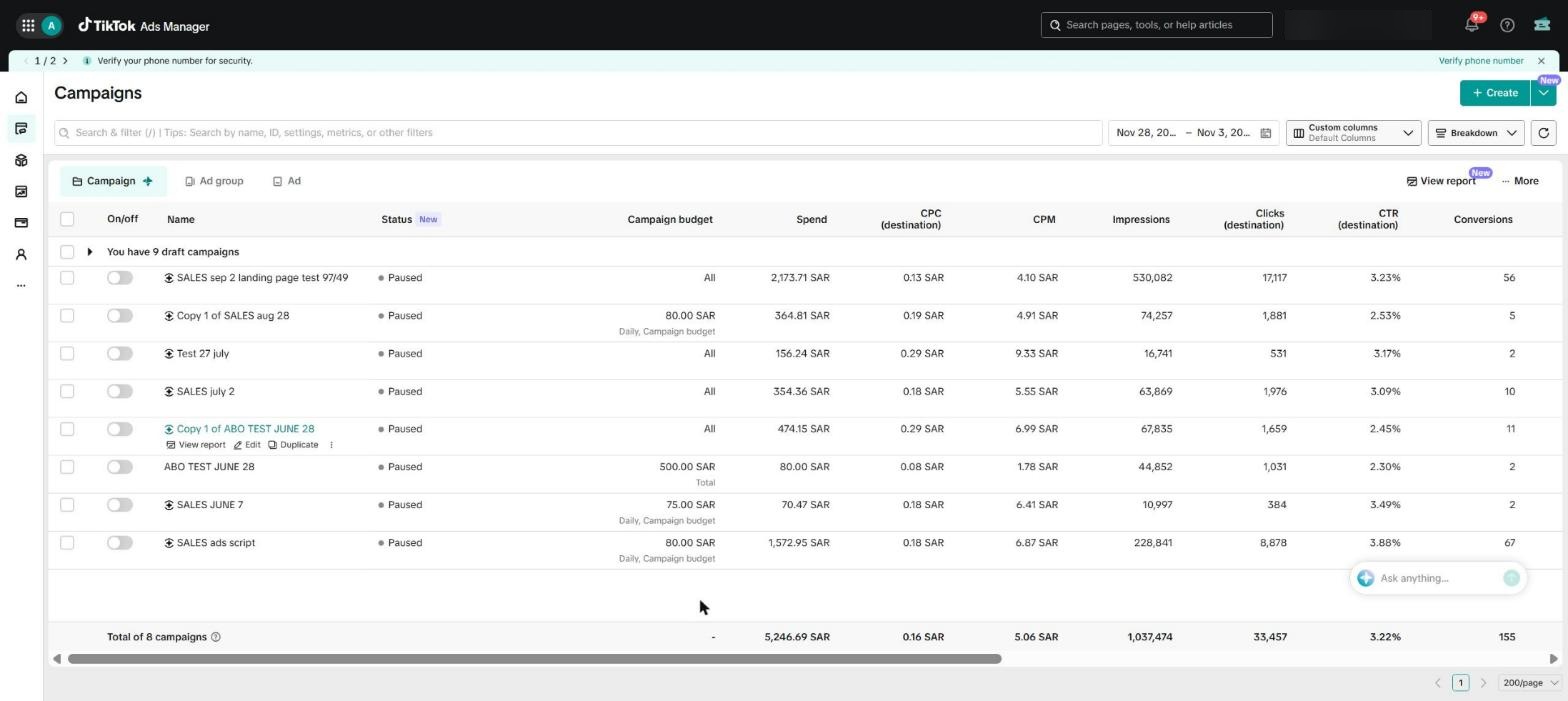 A TikTok Ads Manager Search pages, tools, or help articles 9+
1 / 2 Verify your phone number for security. Verify phone number
New
Campaigns + Create
Search & filter (/) | Tips: Search by name, ID, settings, metrics, or other filters Nov 28, 20... – Nov 3, 20... Custom columns Default Columns Breakdown
Campaign Ad group Ad View report New ... More
On/off Name Status New Campaign budget Spend CPC (destination) CPM Impressions Clicks (destination) CTR (destination) Conversions
You have 9 draft campaigns
SALES sep 2 landing page test 97/49 Paused All 2,173.71 SAR 0.13 SAR 4.10 SAR 530,082 17,117 3.23% 56
Copy 1 of SALES aug 28 Paused 80.00 SAR 364.81 SAR 0.19 SAR 4.91 SAR 74,257 1,881 2.53% 5
Daily, Campaign budget
Test 27 july Paused All 156.24 SAR 0.29 SAR 9.33 SAR 16,741 531 3.17% 2
SALES july 2 Paused All 354.36 SAR 0.18 SAR 5.55 SAR 63,869 1,976 3.09% 10
Copy 1 of ABO TEST JUNE 28 Paused All 474.15 SAR 0.29 SAR 6.99 SAR 67,835 1,659 2.45% 11
View report Edit Duplicate
ABO TEST JUNE 28 Paused 500.00 SAR 80.00 SAR 0.08 SAR 1.78 SAR 44,852 1,031 2.30% 2
Total
SALES JUNE 7 Paused 75.00 SAR 70.47 SAR 0.18 SAR 6.41 SAR 10,997 384 3.49% 2
Daily, Campaign budget
SALES ads script Paused 80.00 SAR 1,572.95 SAR 0.18 SAR 6.87 SAR 228,841 8,878 3.88% 67
Daily, Campaign budget
Ask anything...
Total of 8 campaigns - 5,246.69 SAR 0.16 SAR 5.06 SAR 1,037,474 33,457 3.22% 155
1 200/page